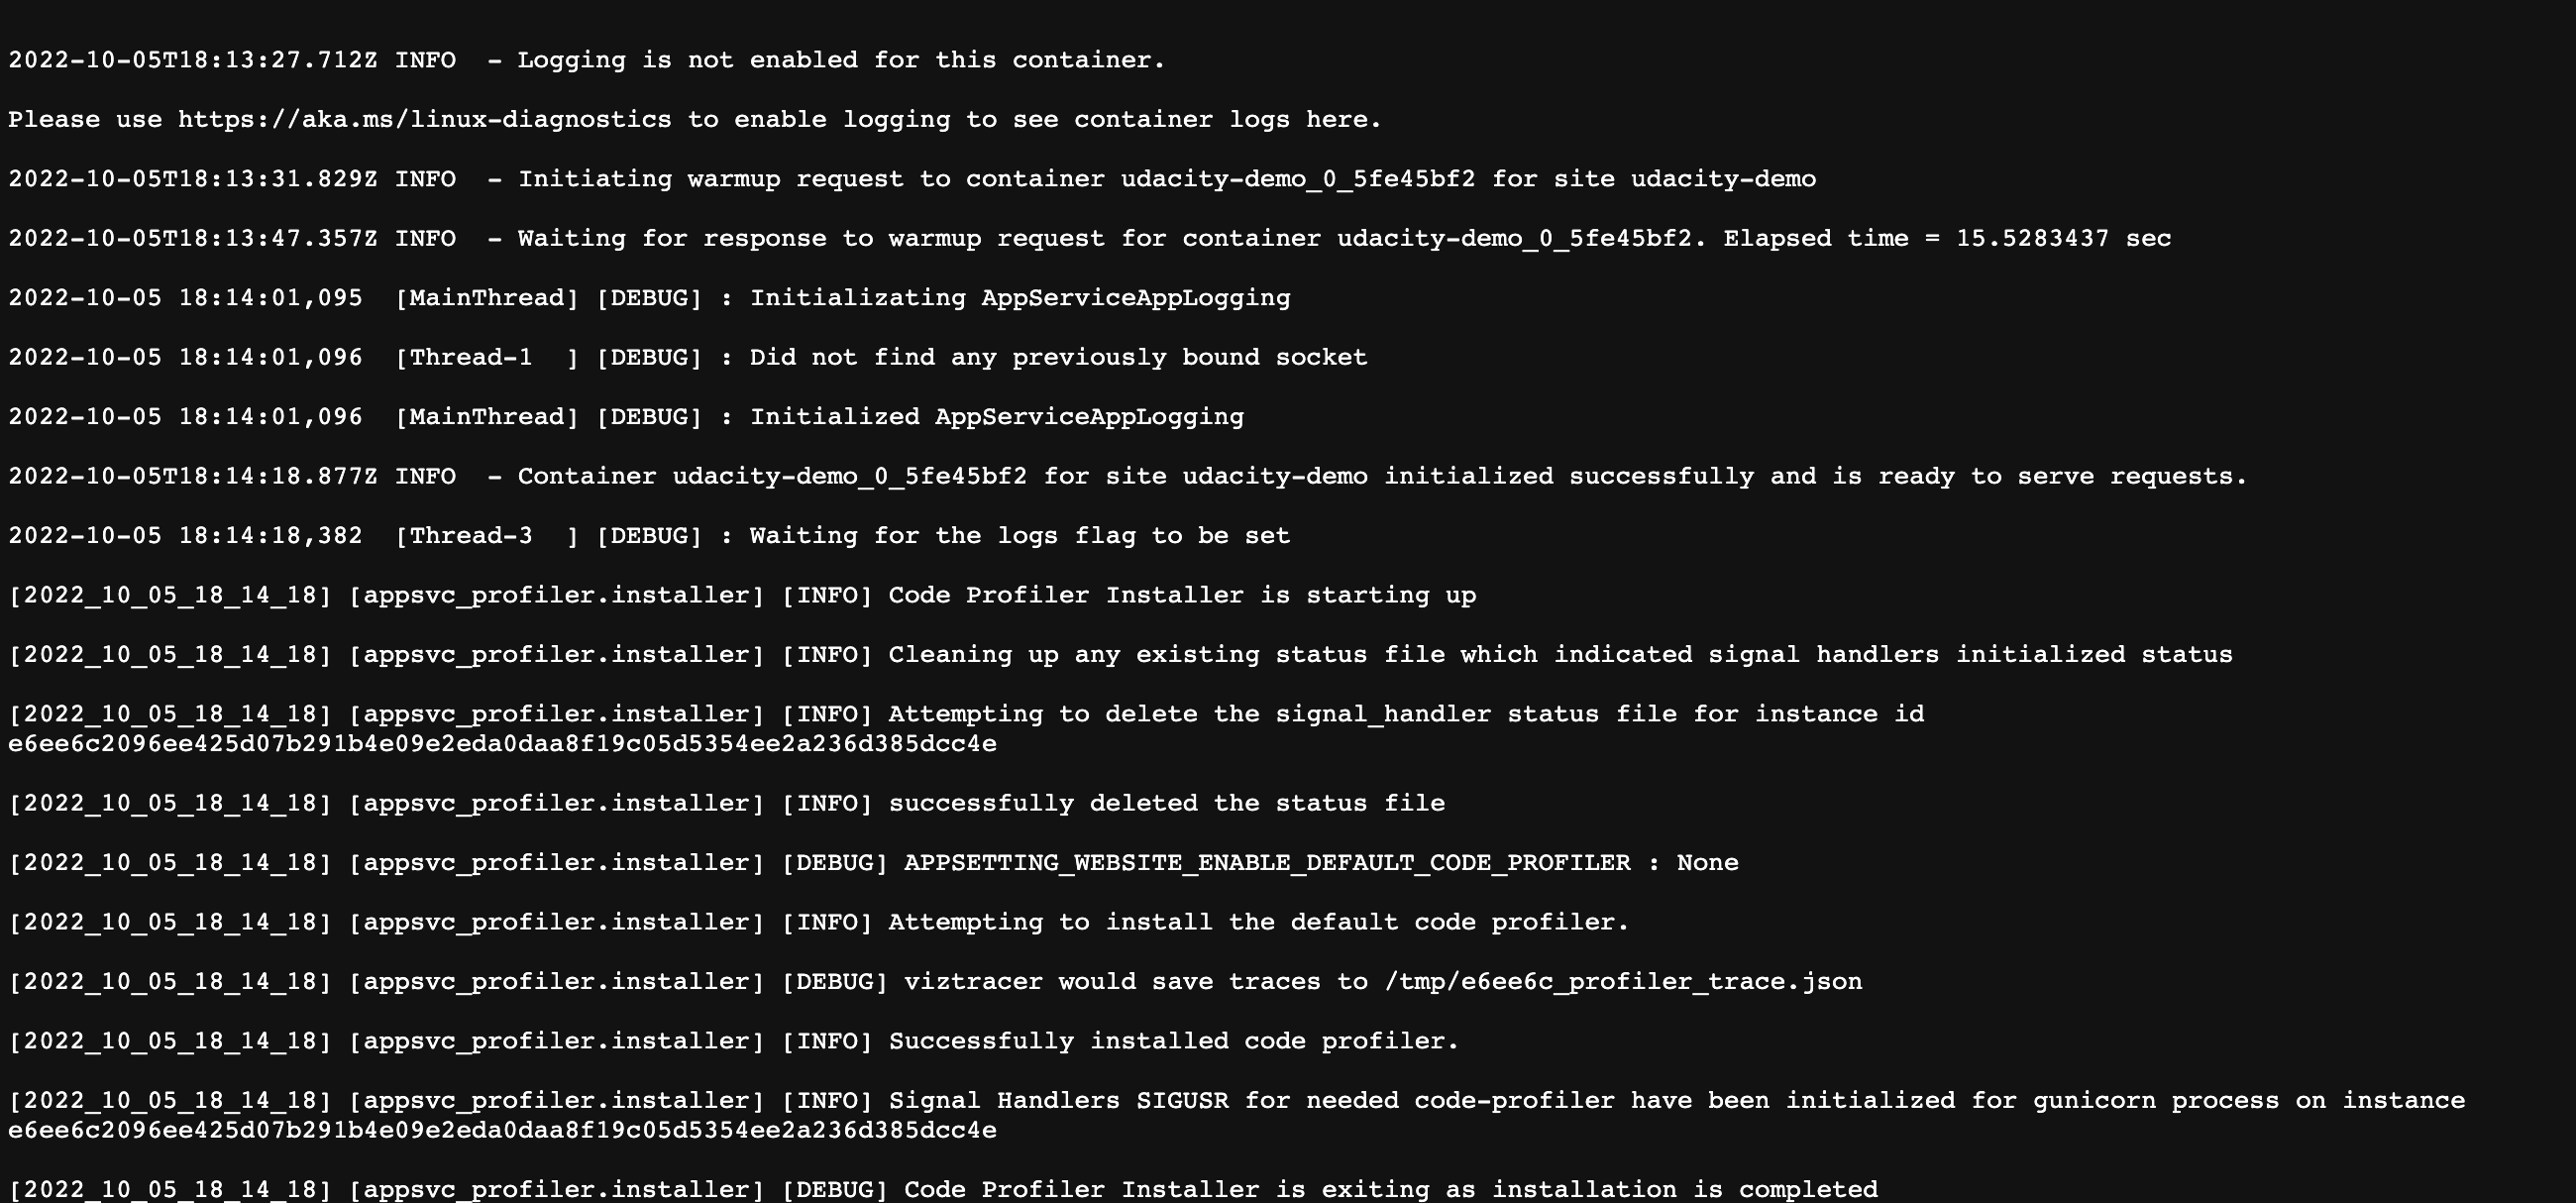 2022-10-05T18:13:27.712Z INFO  - Logging is not enabled for this container.
Please use https://aka.ms/linux-diagnostics to enable logging to see container logs here.
2022-10-05T18:13:31.829Z INFO  - Initiating warmup request to container udacity-demo_0_5fe45bf2 for site udacity-demo
2022-10-05T18:13:47.357Z INFO  - Waiting for response to warmup request for container udacity-demo_0_5fe45bf2. Elapsed time = 15.5283437 sec
2022-10-05 18:14:01,095  [MainThread] [DEBUG] : Initializating AppServiceAppLogging
2022-10-05 18:14:01,096  [Thread-1  ] [DEBUG] : Did not find any previously bound socket
2022-10-05 18:14:01,096  [MainThread] [DEBUG] : Initialized AppServiceAppLogging
2022-10-05T18:14:18.877Z INFO  - Container udacity-demo_0_5fe45bf2 for site udacity-demo initialized successfully and is ready to serve requests.
2022-10-05 18:14:18,382  [Thread-3  ] [DEBUG] : Waiting for the logs flag to be set
[2022_10_05_18_14_18] [appsvc_profiler.installer] [INFO] Code Profiler Installer is starting up
[2022_10_05_18_14_18] [appsvc_profiler.installer] [INFO] Cleaning up any existing status file which indicated signal handlers initialized status
[2022_10_05_18_14_18] [appsvc_profiler.installer] [INFO] Attempting to delete the signal_handler status file for instance id
e6ee6c2096ee425d07b291b4e09e2eda0daa8f19c05d5354ee2a236d385dcc4e
[2022_10_05_18_14_18] [appsvc_profiler.installer] [INFO] successfully deleted the status file
[2022_10_05_18_14_18] [appsvc_profiler.installer] [DEBUG] APPSETTING_WEBSITE_ENABLE_DEFAULT_CODE_PROFILER : None
[2022_10_05_18_14_18] [appsvc_profiler.installer] [INFO] Attempting to install the default code profiler.
[2022_10_05_18_14_18] [appsvc_profiler.installer] [DEBUG] viztracer would save traces to /tmp/e6ee6c_profiler_trace.json
[2022_10_05_18_14_18] [appsvc_profiler.installer] [INFO] Successfully installed code profiler.
[2022_10_05_18_14_18] [appsvc_profiler.installer] [INFO] Signal Handlers SIGUSR for needed code-profiler have been initialized for gunicorn process on instance
e6ee6c2096ee425d07b291b4e09e2eda0daa8f19c05d5354ee2a236d385dcc4e
[2022_10_05_18_14_18] [appsvc_profiler.installer] [DEBUG] Code Profiler Installer is exiting as installation is completed